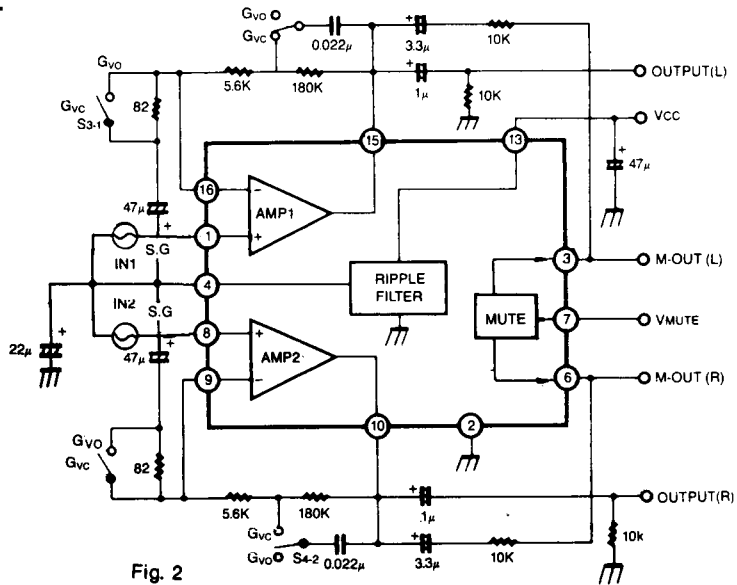 GVO
GVC
0.022μ
3.3μ
10K
GVO
5.6K
180K
1μ
OUTPUT(L)
GVC
S3-1
82
10K
VCC
15
13
47μ
16
AMP1
−
+
47μ
1
S.G
IN1
4
RIPPLE
FILTER
3
M-OUT (L)
IN2
S.G
MUTE
7
VMUTE
22μ
8
+
AMP2
−
47μ
9
6
M-OUT (R)
10
2
GVO
GVC
82
5.6K
180K
.1μ
OUTPUT(R)
GVC
GVO
S4-2
0.022μ
3.3μ
10K
10k
Fig. 2